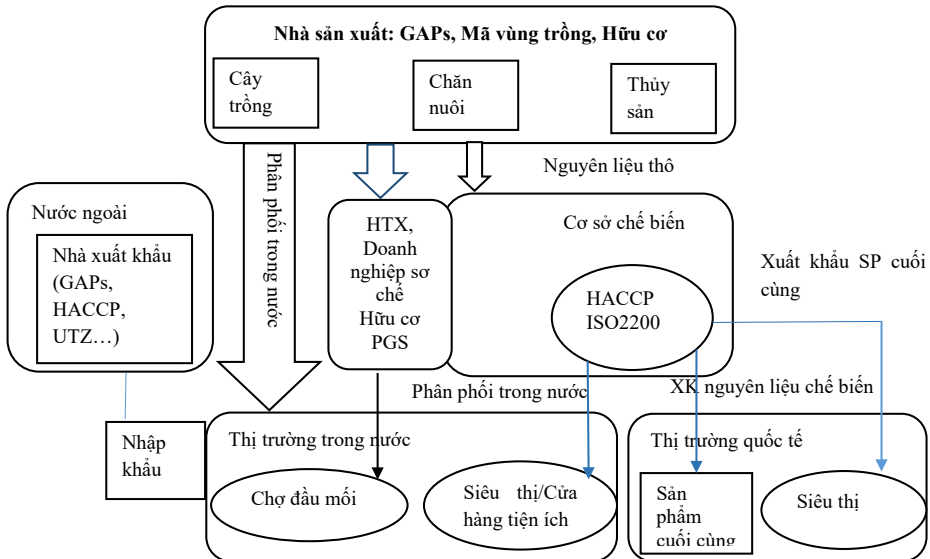 Nhà sản xuất: GAPs, Mã vùng trồng, Hữu cơ
Cây
trồng
Chăn
nuôi
Thủy
sản
Phân phối trong nước
Nguyên liệu thô
Nước ngoài
Nhà xuất khẩu
(GAPs,
HACCP,
UTZ…)
HTX,
Doanh
nghiệp sơ
chế
Hữu cơ
PGS
Cơ sở chế biến
HACCP
ISO2200
Xuất khẩu SP cuối
cùng
Phân phối trong nước
XK nguyên liệu chế biến
Nhập
khẩu
Thị trường trong nước
Chợ đầu mối
Siêu thị/Cửa
hàng tiện ích
Thị trường quốc tế
Sản
phẩm
cuối cùng
Siêu thị